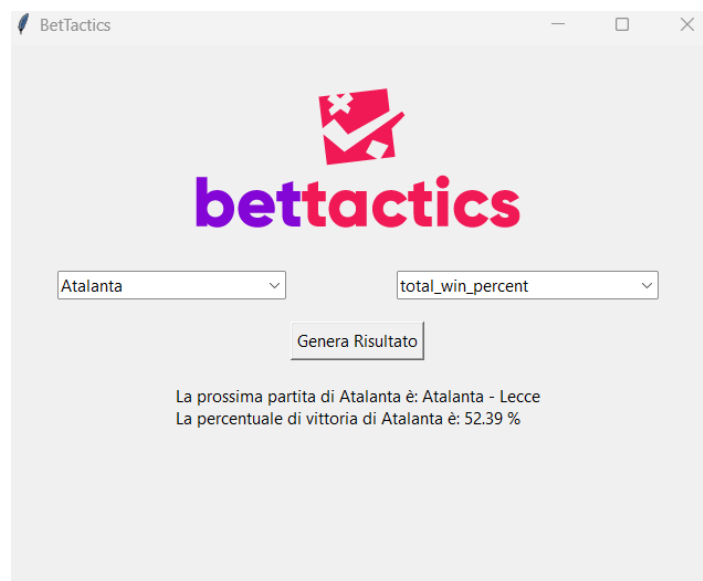 BetTactics
bettactics
Atalanta
total_win_percent
Genera Risultato
La prossima partita di Atalanta è: Atalanta - Lecce
La percentuale di vittoria di Atalanta è: 52.39 %